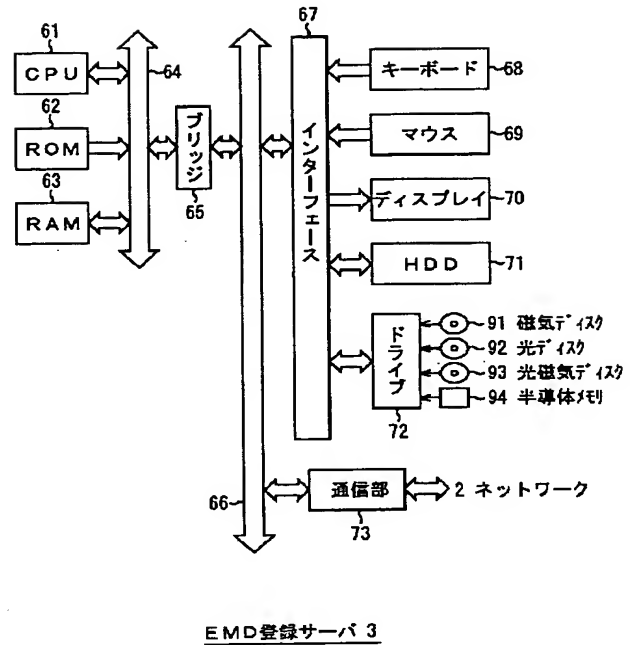 61
CPU
62
ROM
63
RAM
64
ブリッジ
65
66
67
インターフェース
キーボード
68
マウス
69
ディスプレイ
70
HDD
71
ドライブ
72
91 磁気ディスク
92 光ディスク
93 光磁気ディスク
94 半導体メモリ
通信部
73
2 ネットワーク
EMD登録サーバ 3